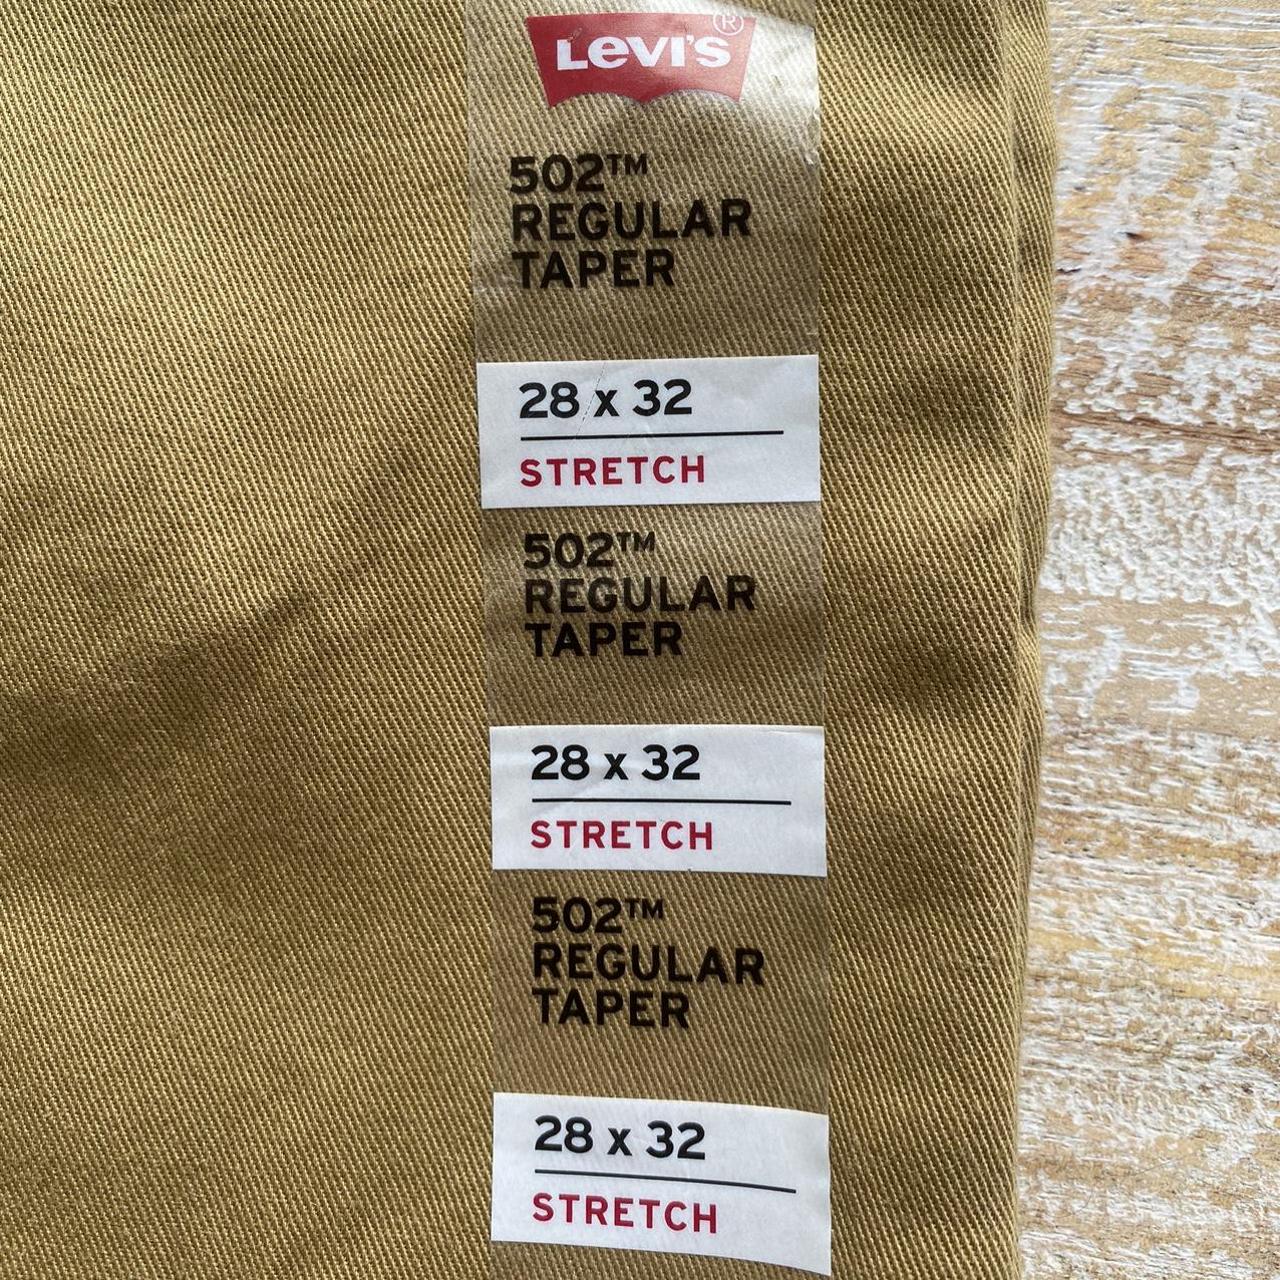 Levi's®
502™
REGULAR
TAPER
28 x 32
STRETCH
502™
REGULAR
TAPER
28 x 32
STRETCH
502™
REGULAR
TAPER
28 x 32
STRETCH